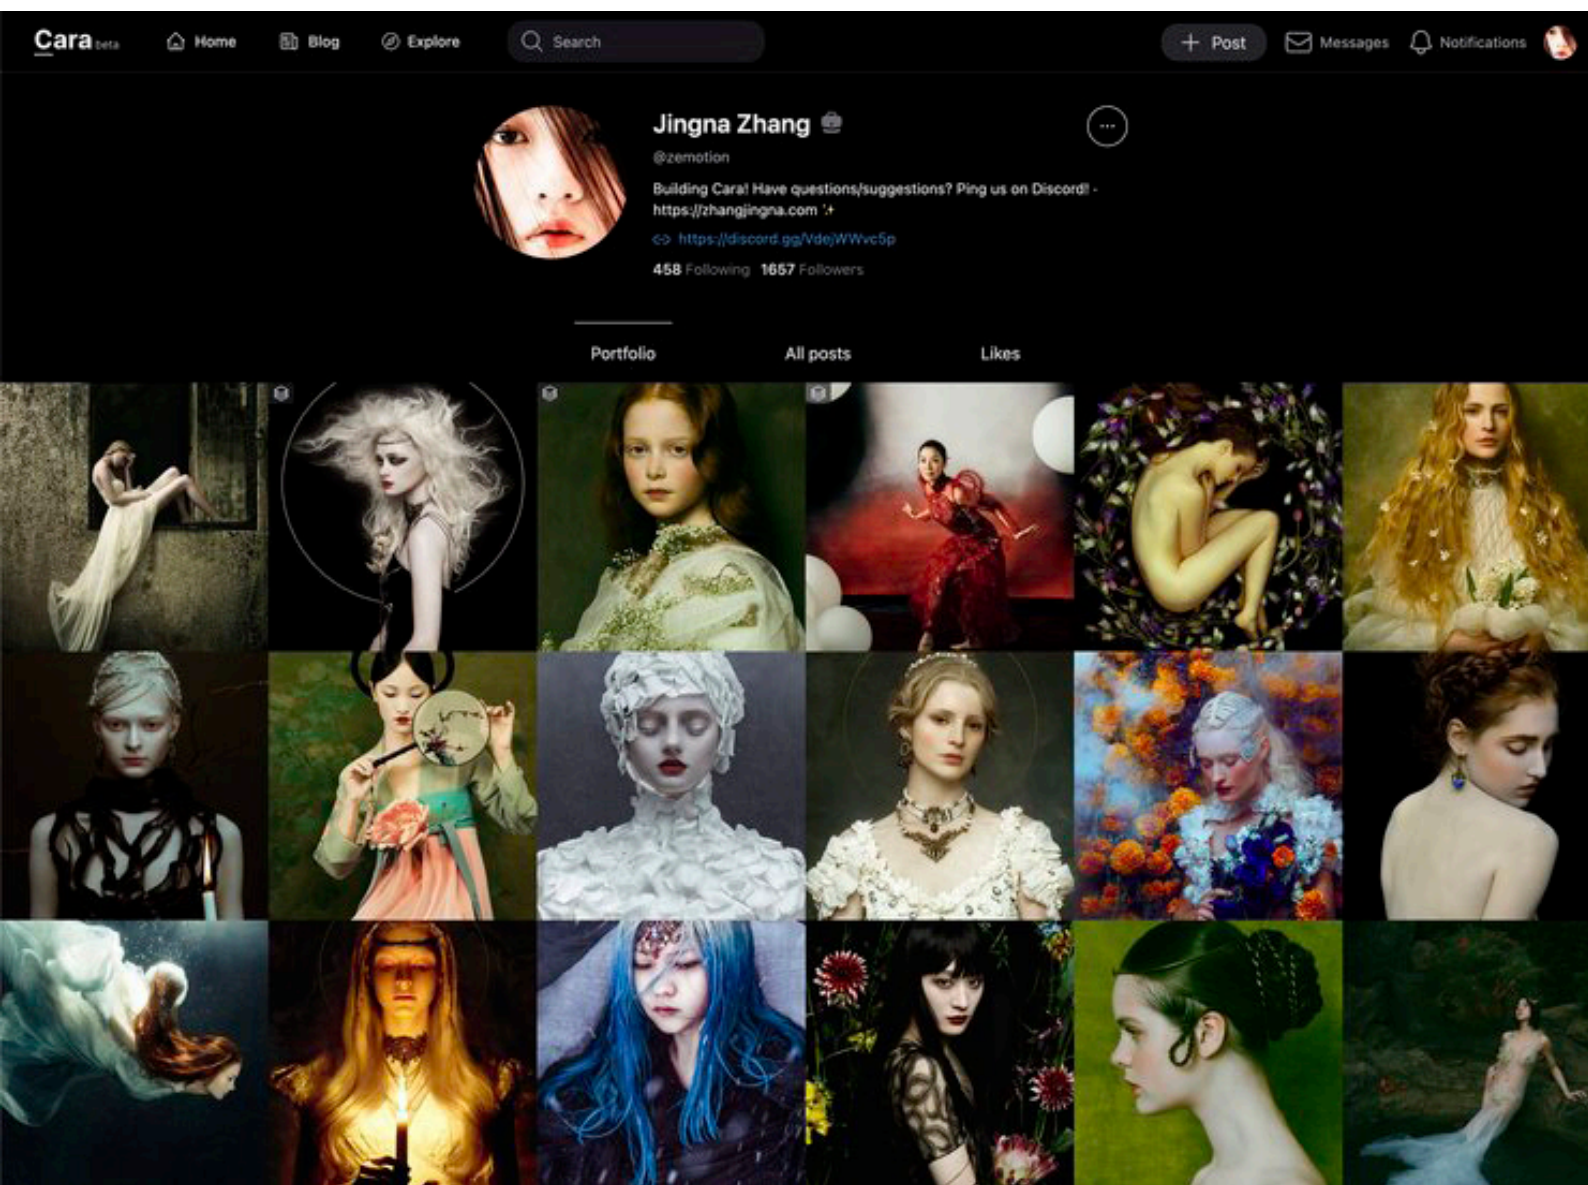 Cara beta
Home
Blog
Explore
Search
Post
Messages
Notifications
Jingna Zhang
@zemotion
Building Cara! Have questions/suggestions? Ping us on Discord! -
https://zhangjingna.com ✨
https://discord.gg/VdejWWvc5p
458 Following 1657 Followers
Portfolio
All posts
Likes